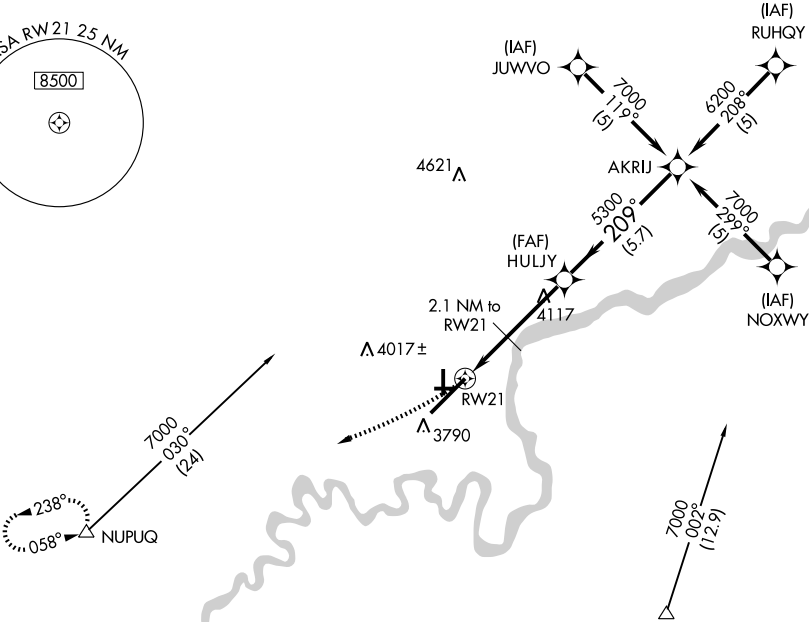 SA RW21 25 NM
8500
(IAF)
JUWVO
(IAF)
RUHQY
7000
119°
(5)
6200
208°
(5)
4621
AKRIJ
5300
209°
(5.7)
7000
299°
(5)
(FAF)
HULJY
(IAF)
NOXWY
2.1 NM to
RW21
4117
4017±
RW21
3790
7000
030°
(24)
238°
058°
NUPUQ
7000
002°
(12.9)